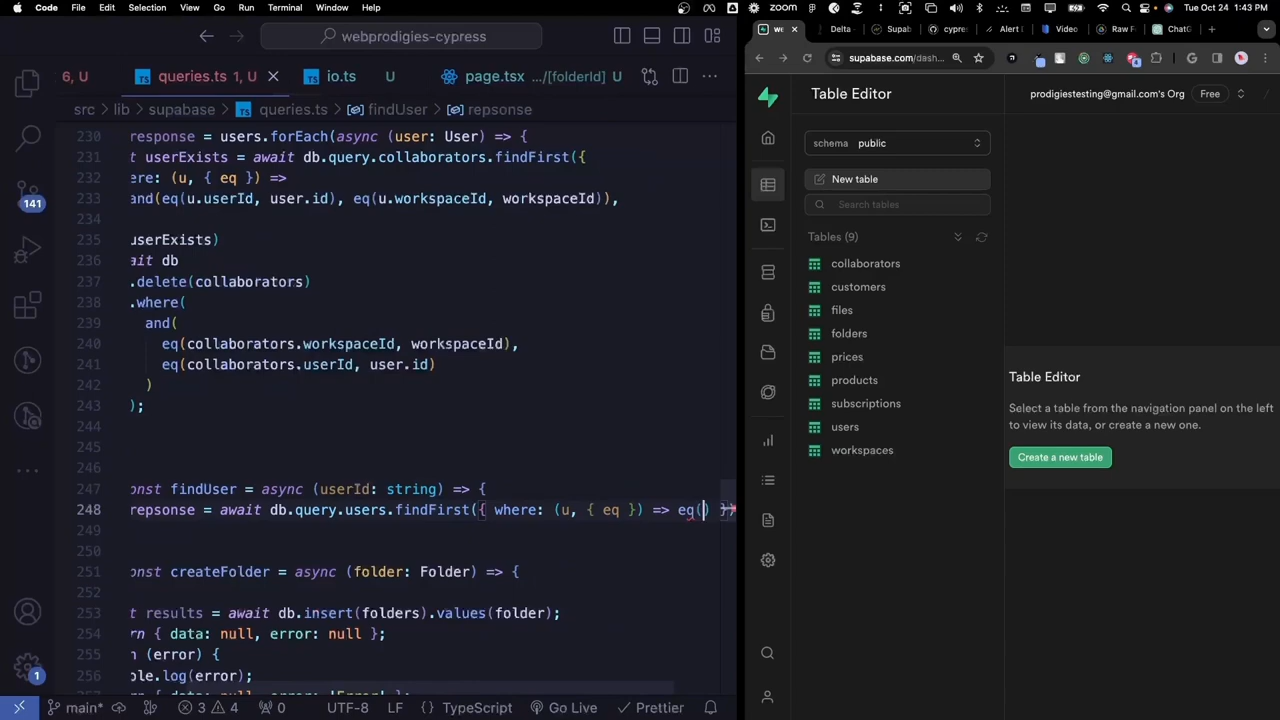 Code File Edit Selection View Go Run Terminal Window Help
zoom Tue Oct 24 1:43 PM
webprodigies-cypress
6, U queries.ts 1, U io.ts U page.tsx .../[folderId] U
src lib supabase queries.ts findUser repsonse
230 response = users.forEach(async (user: User) => {
231 t userExists = await db.query.collaborators.findFirst({
232 ere: (u, { eq }) =>
233 and(eq(u.userId, user.id), eq(u.workspaceId, workspaceId)),
234
235 userExists)
236 ait db
237 .delete(collaborators)
238 .where(
239 and(
240 eq(collaborators.workspaceId, workspaceId),
241 eq(collaborators.userId, user.id)
242 )
243 );
244
245
246
247 onst findUser = async (userId: string) => {
248 repsonse = await db.query.users.findFirst({ where: (u, { eq }) => eq() })
249
250
251 onst createFolder = async (folder: Folder) => {
252
253 t results = await db.insert(folders).values(folder);
254 rn { data: null, error: null };
255 h (error) {
256 ole.log(error);
141
1
main* 3 4 0 UTF-8 LF {} TypeScript Go Live Prettier
we Delta Supab cypres Alert Video Raw F ChatG
supabase.com/dash...
Table Editor
prodigiestesting@gmail.com's Org Free
schema public
New table
Search tables
Tables (9)
collaborators
customers
files
folders
prices
products
subscriptions
users
workspaces
Table Editor
Select a table from the navigation panel on the left
to view its data, or create a new one.
Create a new table